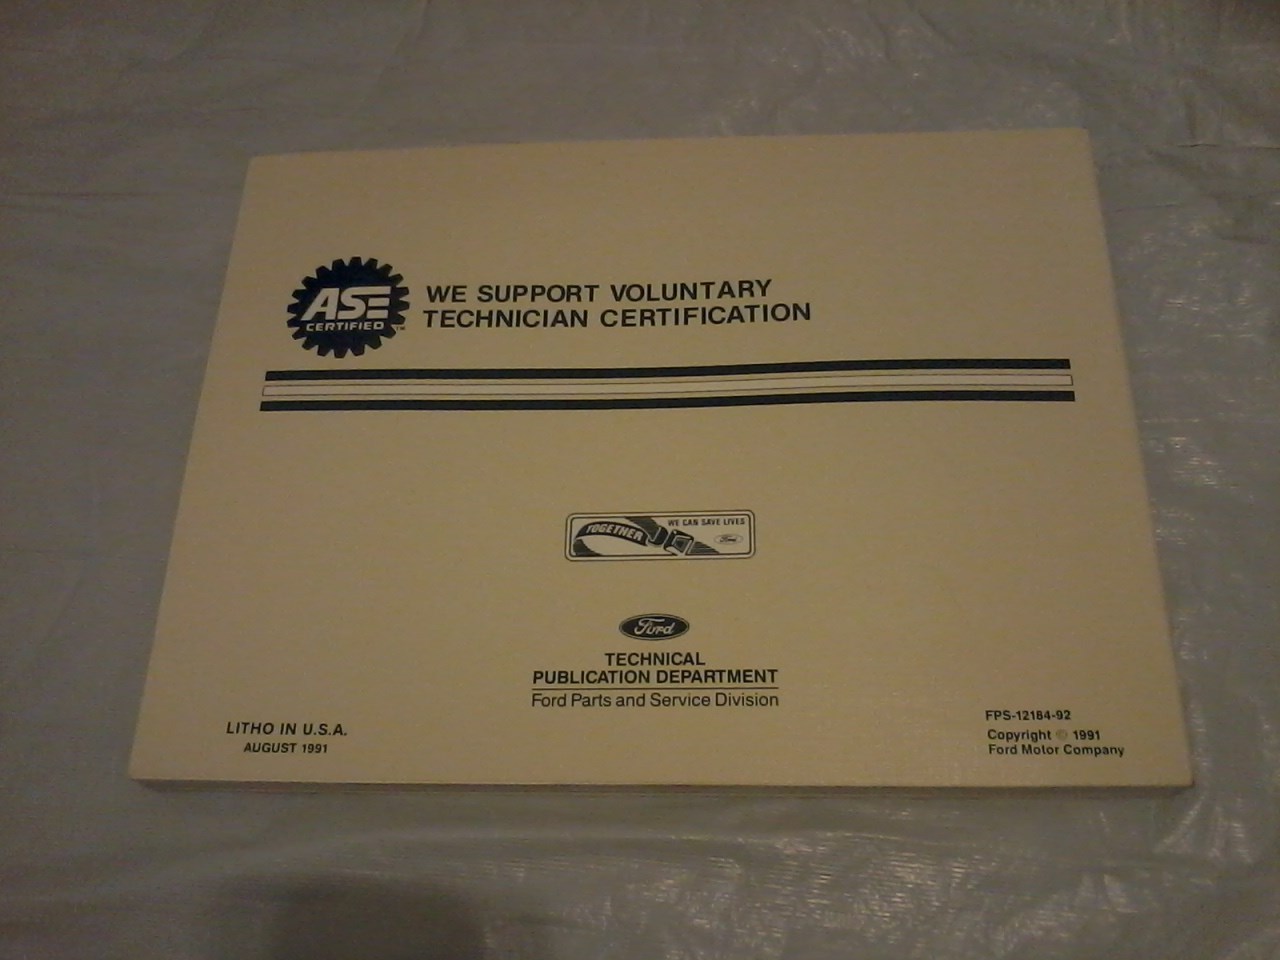 ASE
CERTIFIED ™
WE SUPPORT VOLUNTARY
TECHNICIAN CERTIFICATION
TOGETHER
WE CAN SAVE LIVES
Ford
Ford
TECHNICAL
PUBLICATION DEPARTMENT
Ford Parts and Service Division
LITHO IN U.S.A.
AUGUST 1991
FPS-12184-92
Copyright © 1991
Ford Motor Company